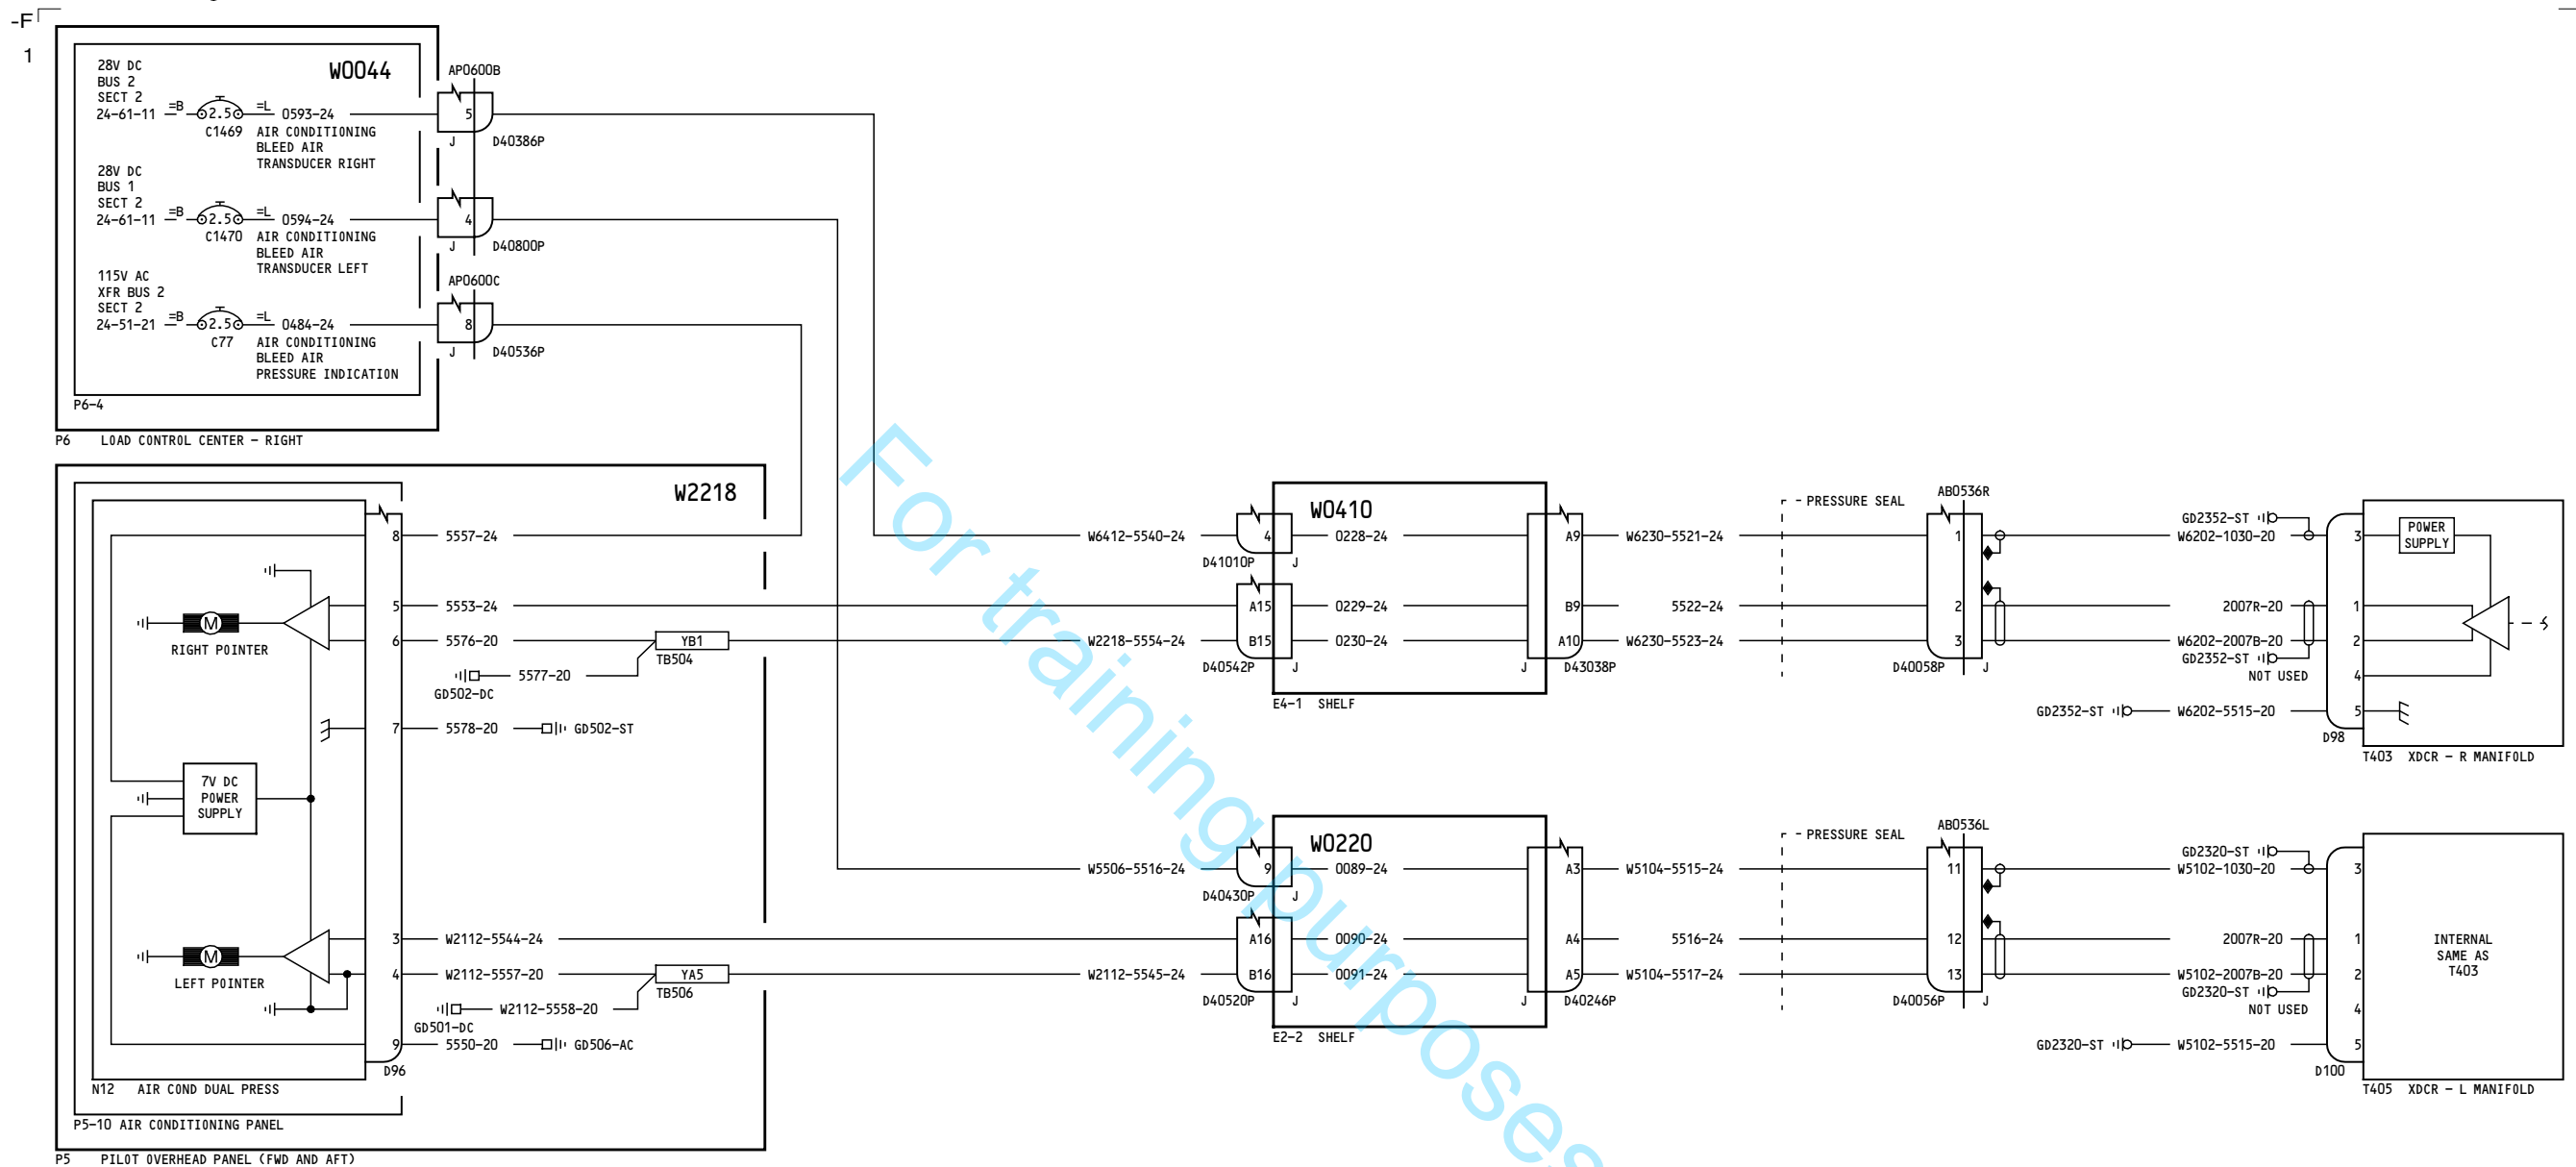 -F
1
28V DC
BUS 2
SECT 2
24-61-11 =B 2.5 =L 0593-24
C1469 AIR CONDITIONING
BLEED AIR
TRANSDUCER RIGHT
W0044
AP0600B
5
J D40386P
28V DC
BUS 1
SECT 2
24-61-11 =B 2.5 =L 0594-24
C1470 AIR CONDITIONING
BLEED AIR
TRANSDUCER LEFT
4
J D40800P
115V AC
XFR BUS 2
SECT 2
24-51-21 =B 2.5 =L 0484-24
C77 AIR CONDITIONING
BLEED AIR
PRESSURE INDICATION
AP0600C
8
J D40536P
P6-4
P6 LOAD CONTROL CENTER - RIGHT
W2218
8 5557-24
5 5553-24
6 5576-20 YB1
TB504
5577-20
GD502-DC
M
RIGHT POINTER
7 5578-20 GD502-ST
7V DC
POWER
SUPPLY
3 W2112-5544-24
4 W2112-5557-20 YA5
TB506
W2112-5558-20
GD501-DC
M
LEFT POINTER
9 5550-20 GD506-AC
D96
N12 AIR COND DUAL PRESS
P5-10 AIR CONDITIONING PANEL
P5 PILOT OVERHEAD PANEL (FWD AND AFT)
W0410
W6412-5540-24 4 0228-24 A9 W6230-5521-24
D41010P J
A15 0229-24 B9 5522-24
W2218-5554-24 B15 0230-24 A10 W6230-5523-24
D40542P J J D43038P
E4-1 SHELF
PRESSURE SEAL
AB0536R
1
2
3
D40058P J
GD2352-ST
W6202-1030-20 3
2007R-20 1
W6202-2007B-20 2
GD2352-ST
NOT USED 4
GD2352-ST W6202-5515-20 5
D98
POWER
SUPPLY
T403 XDCR - R MANIFOLD
W0220
W5506-5516-24 9 0089-24 A3 W5104-5515-24
D40430P J
A16 0090-24 A4 5516-24
W2112-5545-24 B16 0091-24 A5 W5104-5517-24
D40520P J J D40246P
E2-2 SHELF
PRESSURE SEAL
AB0536L
11
12
13
D40056P J
GD2320-ST
W5102-1030-20 3
2007R-20 1
W5102-2007B-20 2
GD2320-ST
NOT USED 4
GD2320-ST W5102-5515-20 5
D100
INTERNAL
SAME AS
T403
T405 XDCR - L MANIFOLD
For training purposes